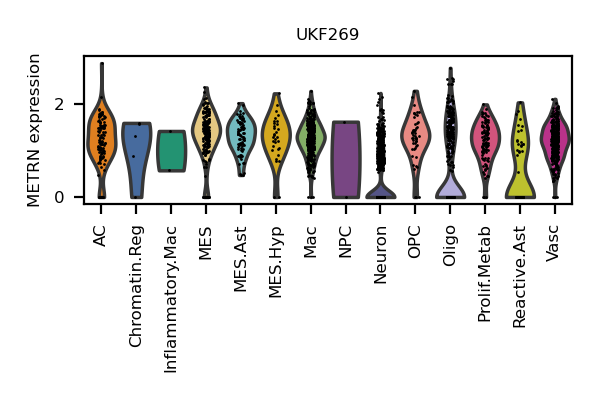 UKF269
METRN expression
2
0
AC
Chromatin.Reg
Inflammatory.Mac
MES
MES.Ast
MES.Hyp
Mac
NPC
Neuron
OPC
Oligo
Prolif.Metab
Reactive.Ast
Vasc